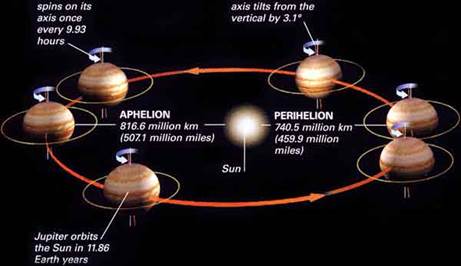 spins on its
axis once
every 9.93
hours
axis tilts from the
vertical by 3.1°
APHELION
816.6 million km
(507.1 million miles)
PERIHELION
740.5 million km
(459.9 million
miles)
Sun
Jupiter orbits
the Sun in 11.86
Earth years